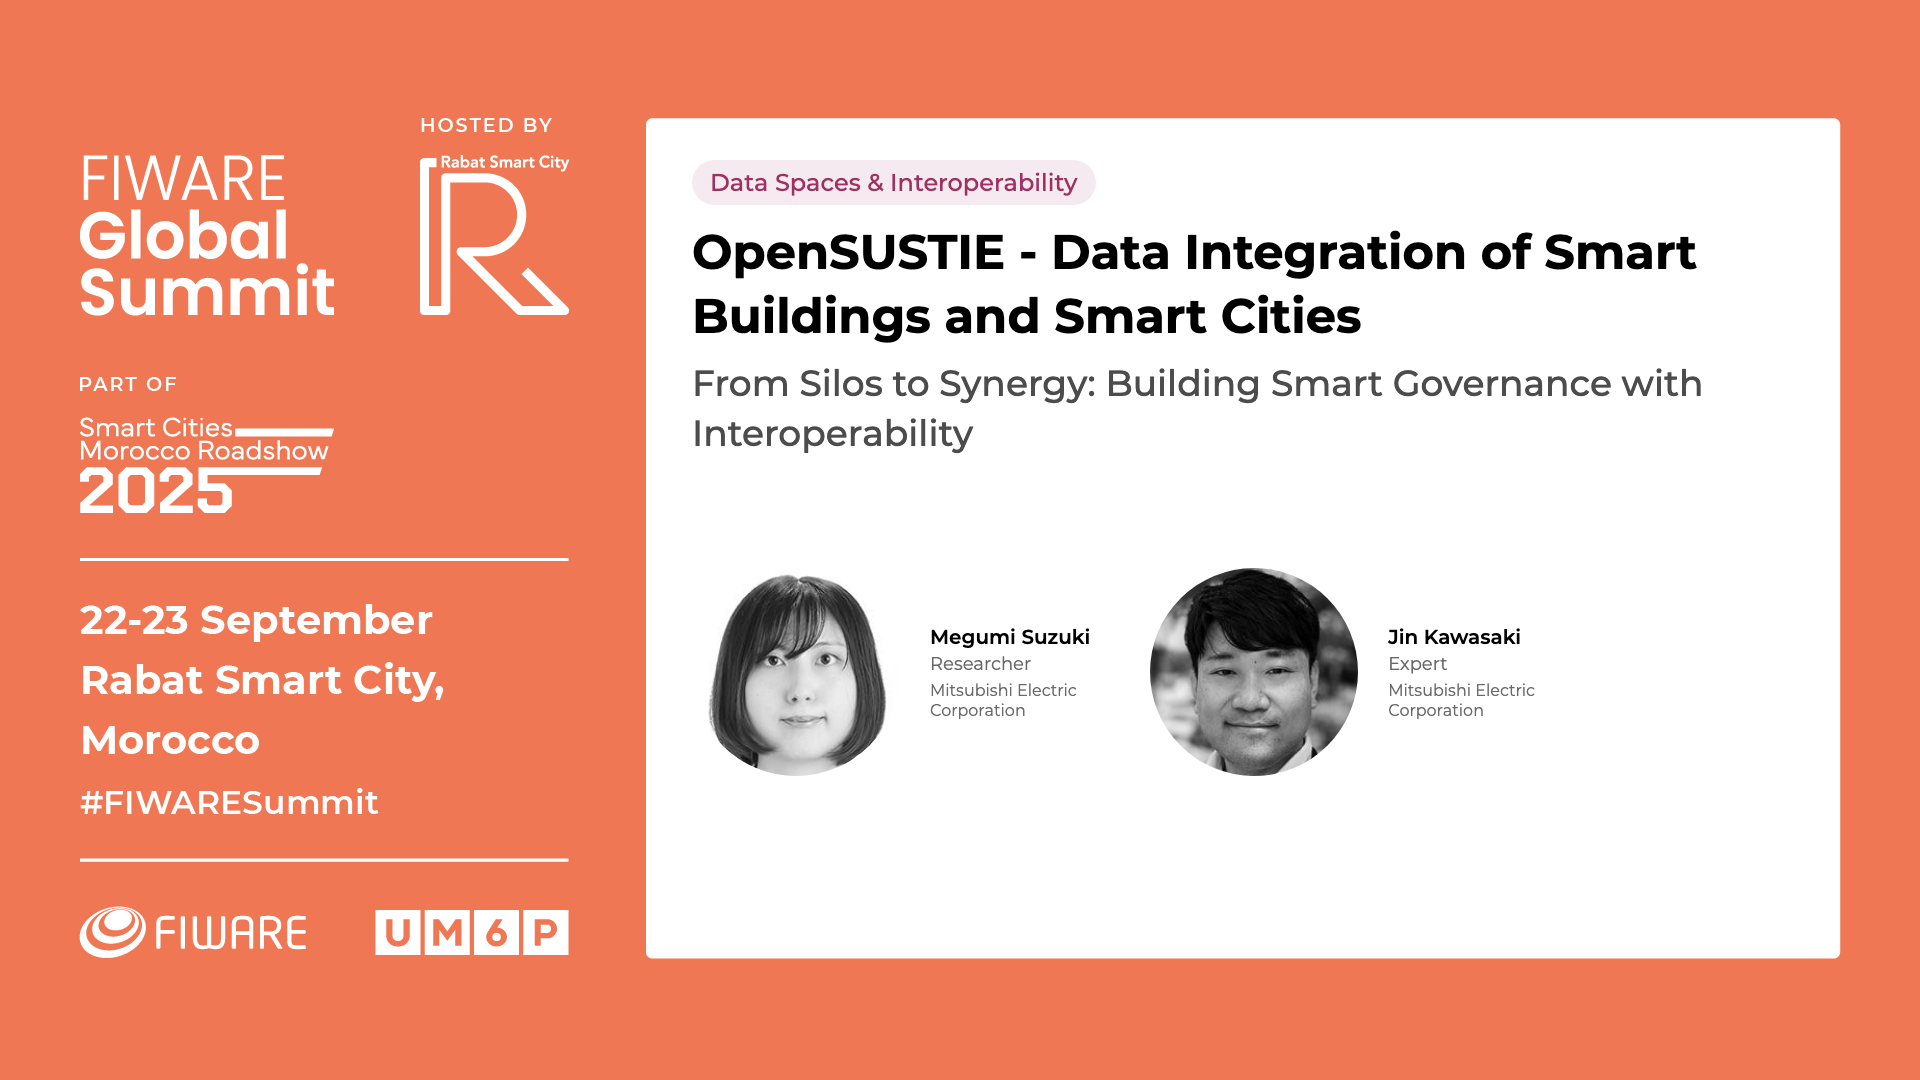 FIWARE
Global
Summit
HOSTED BY
Rabat Smart City
R
PART OF
Smart Cities
Morocco Roadshow
2025
22-23 September
Rabat Smart City,
Morocco
#FIWARESummit
FIWARE
UM6P
Data Spaces & Interoperability
OpenSUSTIE - Data Integration of Smart
Buildings and Smart Cities
From Silos to Synergy: Building Smart Governance with
Interoperability
Megumi Suzuki
Researcher
Mitsubishi Electric
Corporation
Jin Kawasaki
Expert
Mitsubishi Electric
Corporation